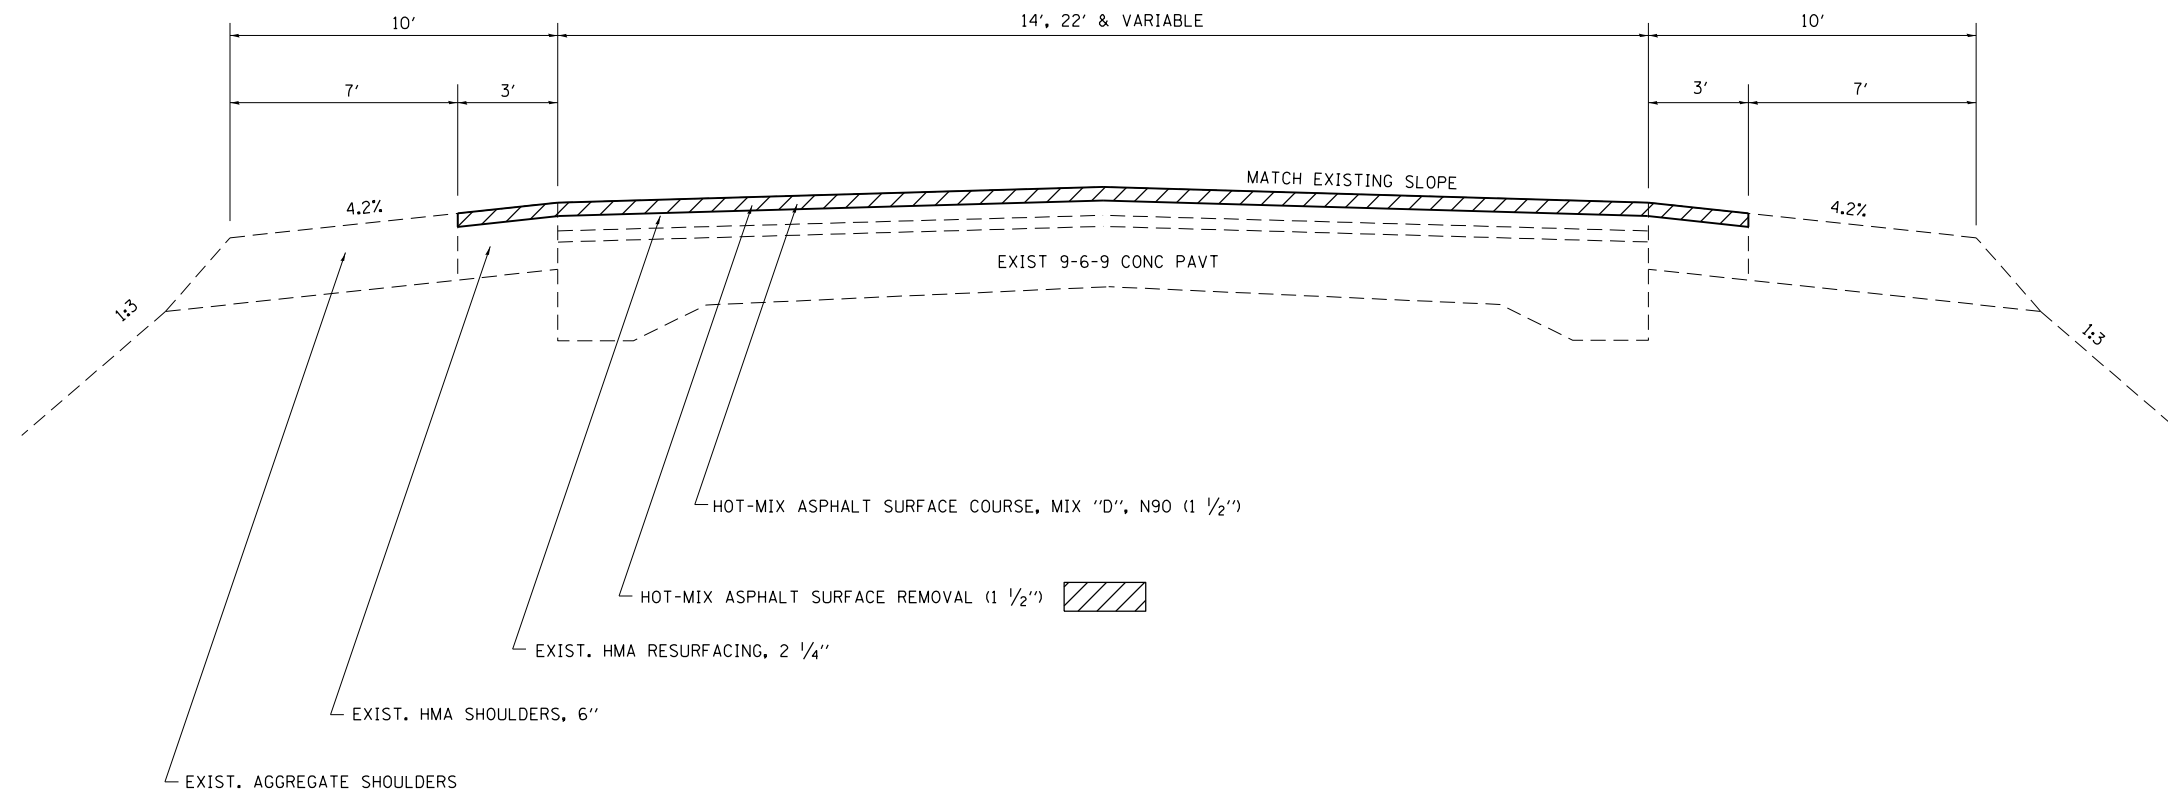 10' 14', 22' & VARIABLE 10'
7' 3' 3' 7'
MATCH EXISTING SLOPE
4.2% 4.2%
EXIST 9-6-9 CONC PAVT
1:3 1:3
HOT-MIX ASPHALT SURFACE COURSE, MIX "D", N90 (1 1/2")
HOT-MIX ASPHALT SURFACE REMOVAL (1 1/2")
EXIST. HMA RESURFACING, 2 1/4"
EXIST. HMA SHOULDERS, 6"
EXIST. AGGREGATE SHOULDERS